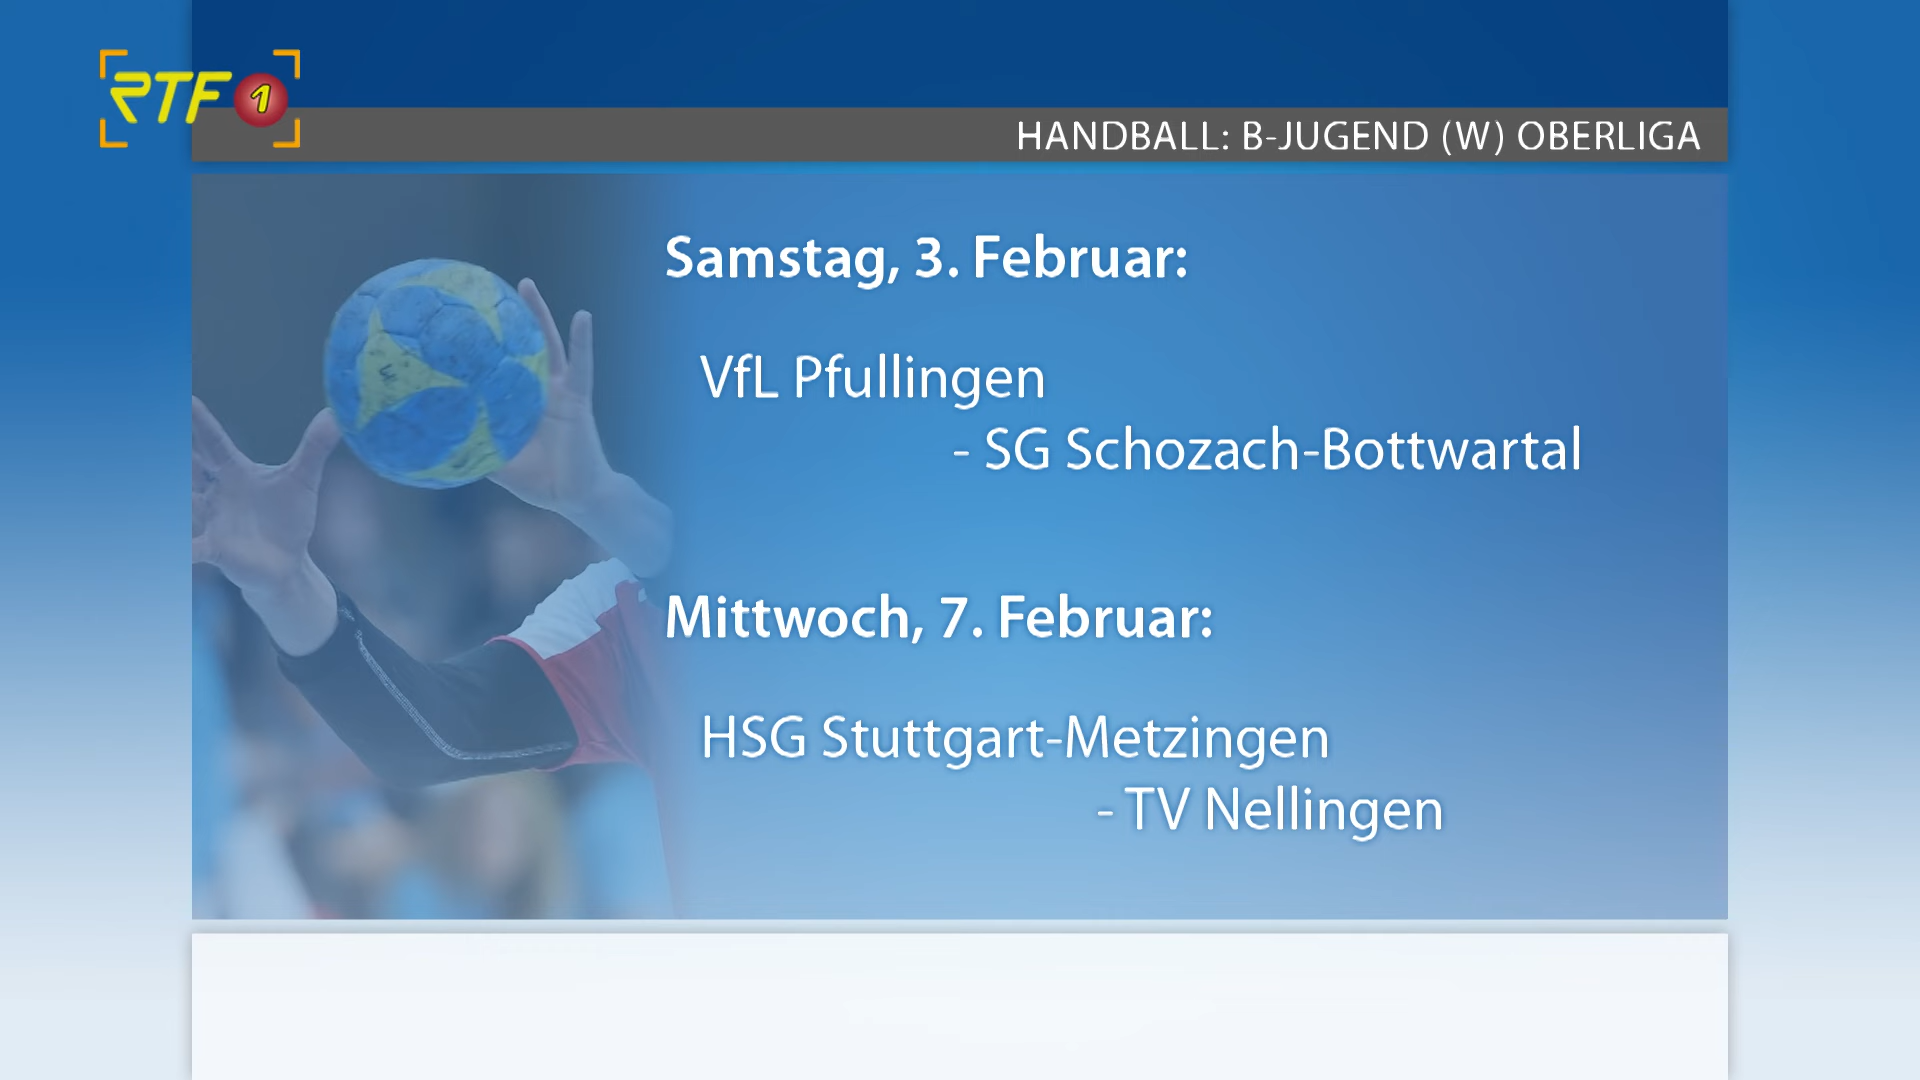 RTF 1
HANDBALL: B-JUGEND (W) OBERLIGA
Samstag, 3. Februar:
VfL Pfullingen
- SG Schozach-Bottwartal
Mittwoch, 7. Februar:
HSG Stuttgart-Metzingen
- TV Nellingen